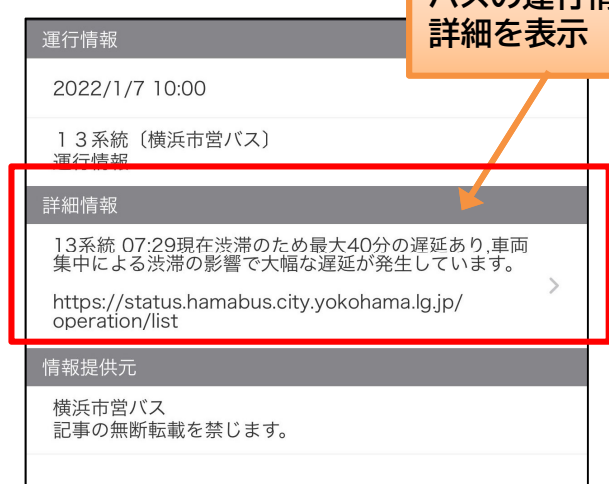 バスの運行情
詳細を表示
運行情報
2022/1/7 10:00
１３系統〔横浜市営バス〕
運行情報
詳細情報
13系統 07:29現在渋滞のため最大40分の遅延あり,車両
集中による渋滞の影響で大幅な遅延が発生しています。
https://status.hamabus.city.yokohama.lg.jp/
operation/list
情報提供元
横浜市営バス
記事の無断転載を禁じます。